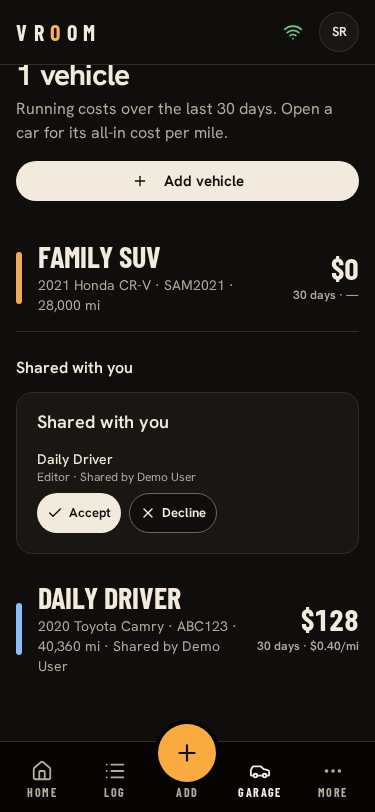 VROOM
SR
1 vehicle
Running costs over the last 30 days. Open a
car for its all-in cost per mile.
+ Add vehicle
FAMILY SUV
$0
2021 Honda CR-V · SAM2021 ·
28,000 mi
30 days · —
Shared with you
Shared with you
Daily Driver
Editor · Shared by Demo User
Accept
Decline
DAILY DRIVER
$128
2020 Toyota Camry · ABC123 ·
40,360 mi · Shared by Demo
User
30 days · $0.40/mi
HOME
LOG
ADD
GARAGE
MORE